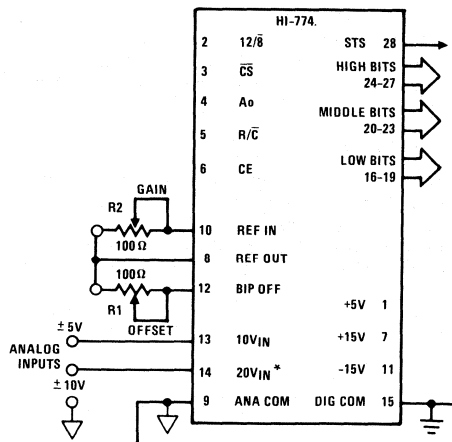 HI-774.
2 12/8̅ STS 28
3 C̅S̅ HIGH BITS 24-27
4 Ao MIDDLE BITS 20-23
5 R/C̅ LOW BITS 16-19
6 CE
GAIN
R2
100Ω
10 REF IN
8 REF OUT
100Ω
12 BIP OFF
R1
OFFSET
+5V 1
ANALOG INPUTS
±5V
13 10VIN +15V 7
14 20VIN* -15V 11
±10V
9 ANA COM DIG COM 15